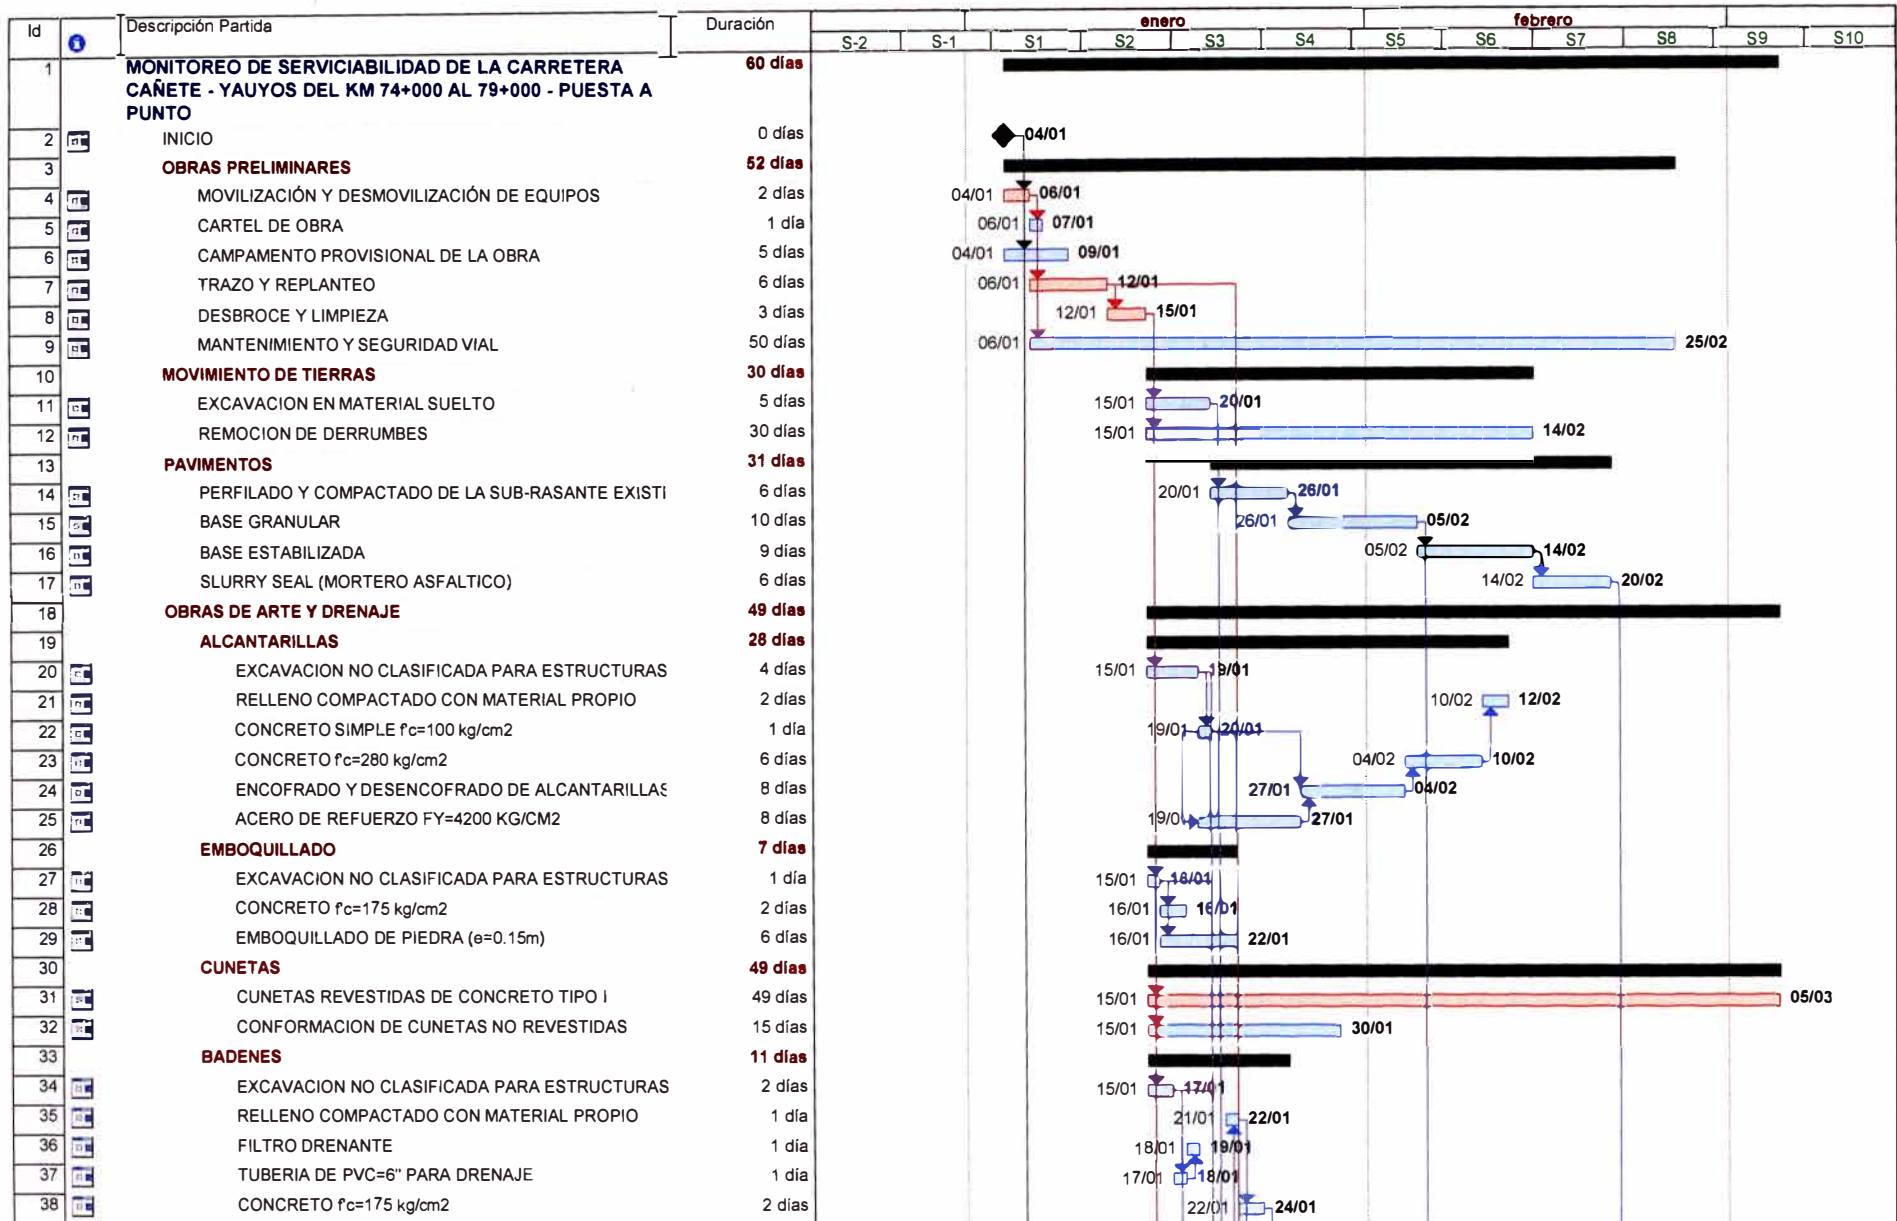 Id Descripción Partida Duración enero febrero
S-2 S-1 S1 S2 S3 S4 S5 S6 S7 S8 S9 S10
1 MONITOREO DE SERVICIABILIDAD DE LA CARRETERA 60 días
CAÑETE - YAUYOS DEL KM 74+000 AL 79+000 - PUESTA A
PUNTO
2 INICIO 0 días 04/01
3 OBRAS PRELIMINARES 52 días
4 MOVILIZACIÓN Y DESMOVILIZACIÓN DE EQUIPOS 2 días 04/01 06/01
5 CARTEL DE OBRA 1 día 06/01 07/01
6 CAMPAMENTO PROVISIONAL DE LA OBRA 5 días 04/01 09/01
7 TRAZO Y REPLANTEO 6 días 06/01 12/01
8 DESBROCE Y LIMPIEZA 3 días 12/01 15/01
9 MANTENIMIENTO Y SEGURIDAD VIAL 50 días 06/01 25/02
10 MOVIMIENTO DE TIERRAS 30 días
11 EXCAVACION EN MATERIAL SUELTO 5 días 15/01 20/01
12 REMOCION DE DERRUMBES 30 días 15/01 14/02
13 PAVIMENTOS 31 días
14 PERFILADO Y COMPACTADO DE LA SUB-RASANTE EXISTI 6 días 20/01 26/01
15 BASE GRANULAR 10 días 26/01 05/02
16 BASE ESTABILIZADA 9 días 05/02 14/02
17 SLURRY SEAL (MORTERO ASFALTICO) 6 días 14/02 20/02
18 OBRAS DE ARTE Y DRENAJE 49 días
19 ALCANTARILLAS 28 días
20 EXCAVACION NO CLASIFICADA PARA ESTRUCTURAS 4 días 15/01 19/01
21 RELLENO COMPACTADO CON MATERIAL PROPIO 2 días 10/02 12/02
22 CONCRETO SIMPLE f'c=100 kg/cm2 1 día 19/01 20/01
23 CONCRETO f'c=280 kg/cm2 6 días 04/02 10/02
24 ENCOFRADO Y DESENCOFRADO DE ALCANTARILLAS 8 días 27/01 04/02
25 ACERO DE REFUERZO FY=4200 KG/CM2 8 días 19/0 27/01
26 EMBOQUILLADO 7 días
27 EXCAVACION NO CLASIFICADA PARA ESTRUCTURAS 1 día 15/01 16/01
28 CONCRETO f'c=175 kg/cm2 2 días 16/01 16/01
29 EMBOQUILLADO DE PIEDRA (e=0.15m) 6 días 16/01 22/01
30 CUNETAS 49 días
31 CUNETAS REVESTIDAS DE CONCRETO TIPO I 49 días 15/01 05/03
32 CONFORMACION DE CUNETAS NO REVESTIDAS 15 días 15/01 30/01
33 BADENES 11 días
34 EXCAVACION NO CLASIFICADA PARA ESTRUCTURAS 2 días 15/01 17/01
35 RELLENO COMPACTADO CON MATERIAL PROPIO 1 día 21/01 22/01
36 FILTRO DRENANTE 1 día 18/01 19/01
37 TUBERIA DE PVC=6" PARA DRENAJE 1 día 17/01 18/01
38 CONCRETO f'c=175 kg/cm2 2 días 22/01 24/01